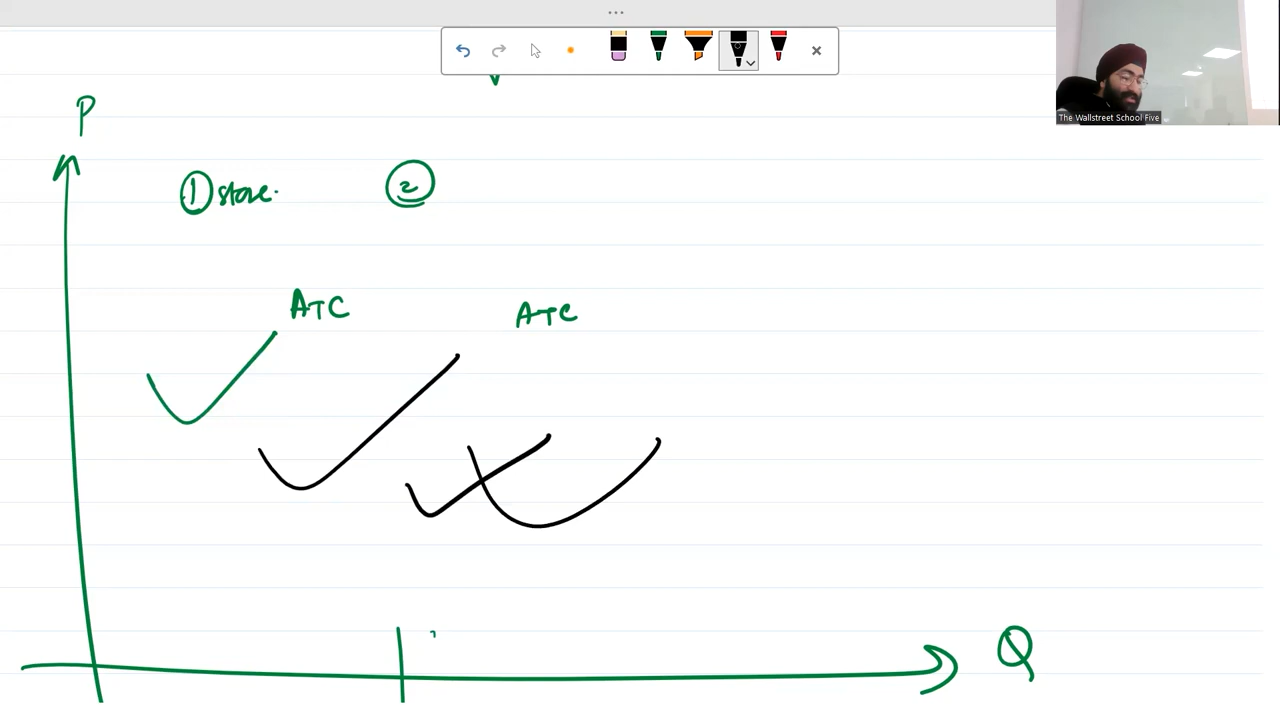 The Wallstreet School Five
P
① store.
②
ATC
ATC
Q